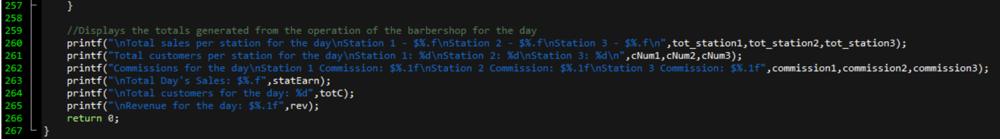 257 }
258
259 //Displays the totals generated from the operation of the barbershop for the day
260 printf("\nTotal sales per station for the day\nStation 1 - $%.f\nStation 2 - $%.f\nStation 3 - $%.f\n",tot_station1,tot_station2,tot_station3);
261 printf("Total customers per station for the day\nStation 1: %d\nStation 2: %d\nStation 3: %d\n",cNum1,cNum2,cNum3);
262 printf("Commissions for the day\nStation 1 Commission: $%.1f\nStation 2 Commission: $%.1f\nStation 3 Commission: $%.1f",commission1,commission2,commission3);
263 printf("\nTotal Day's Sales: $%.f",statEarn);
264 printf("\nTotal customers for the day: %d",totC);
265 printf("\nRevenue for the day: $%.1f",rev);
266 return 0;
267 }